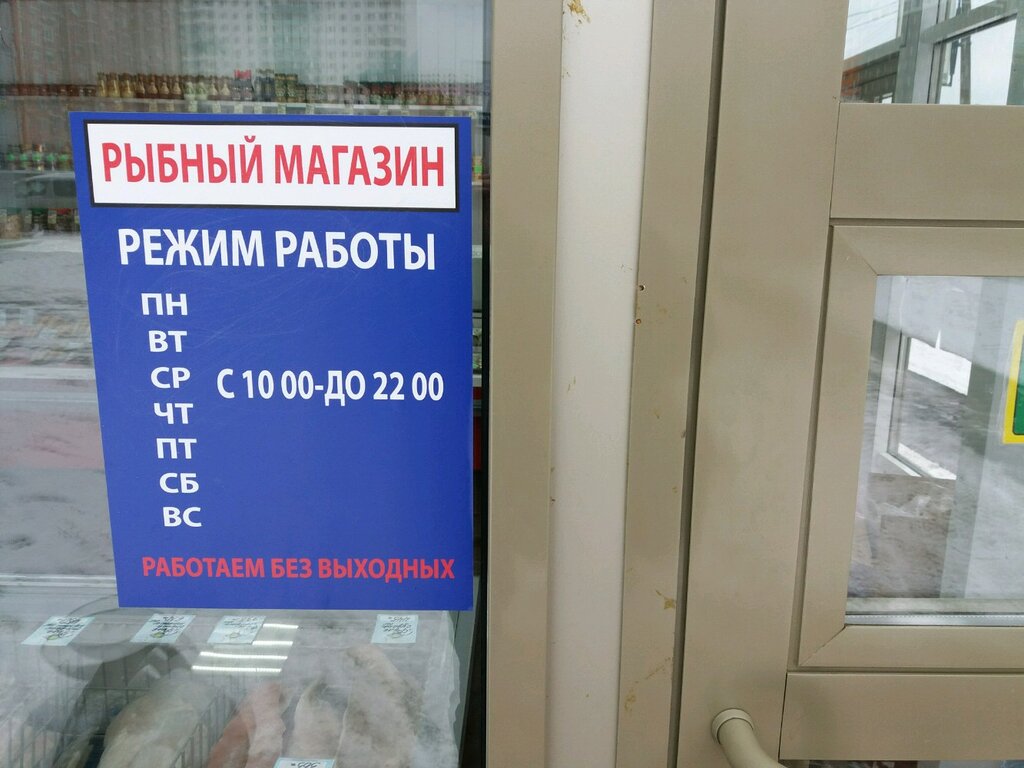 РЫБНЫЙ МАГАЗИН
РЕЖИМ РАБОТЫ
ПН
ВТ
СР
С 10 00-ДО 22 00
ЧТ
ПТ
СБ
ВС
РАБОТАЕМ БЕЗ ВЫХОДНЫХ